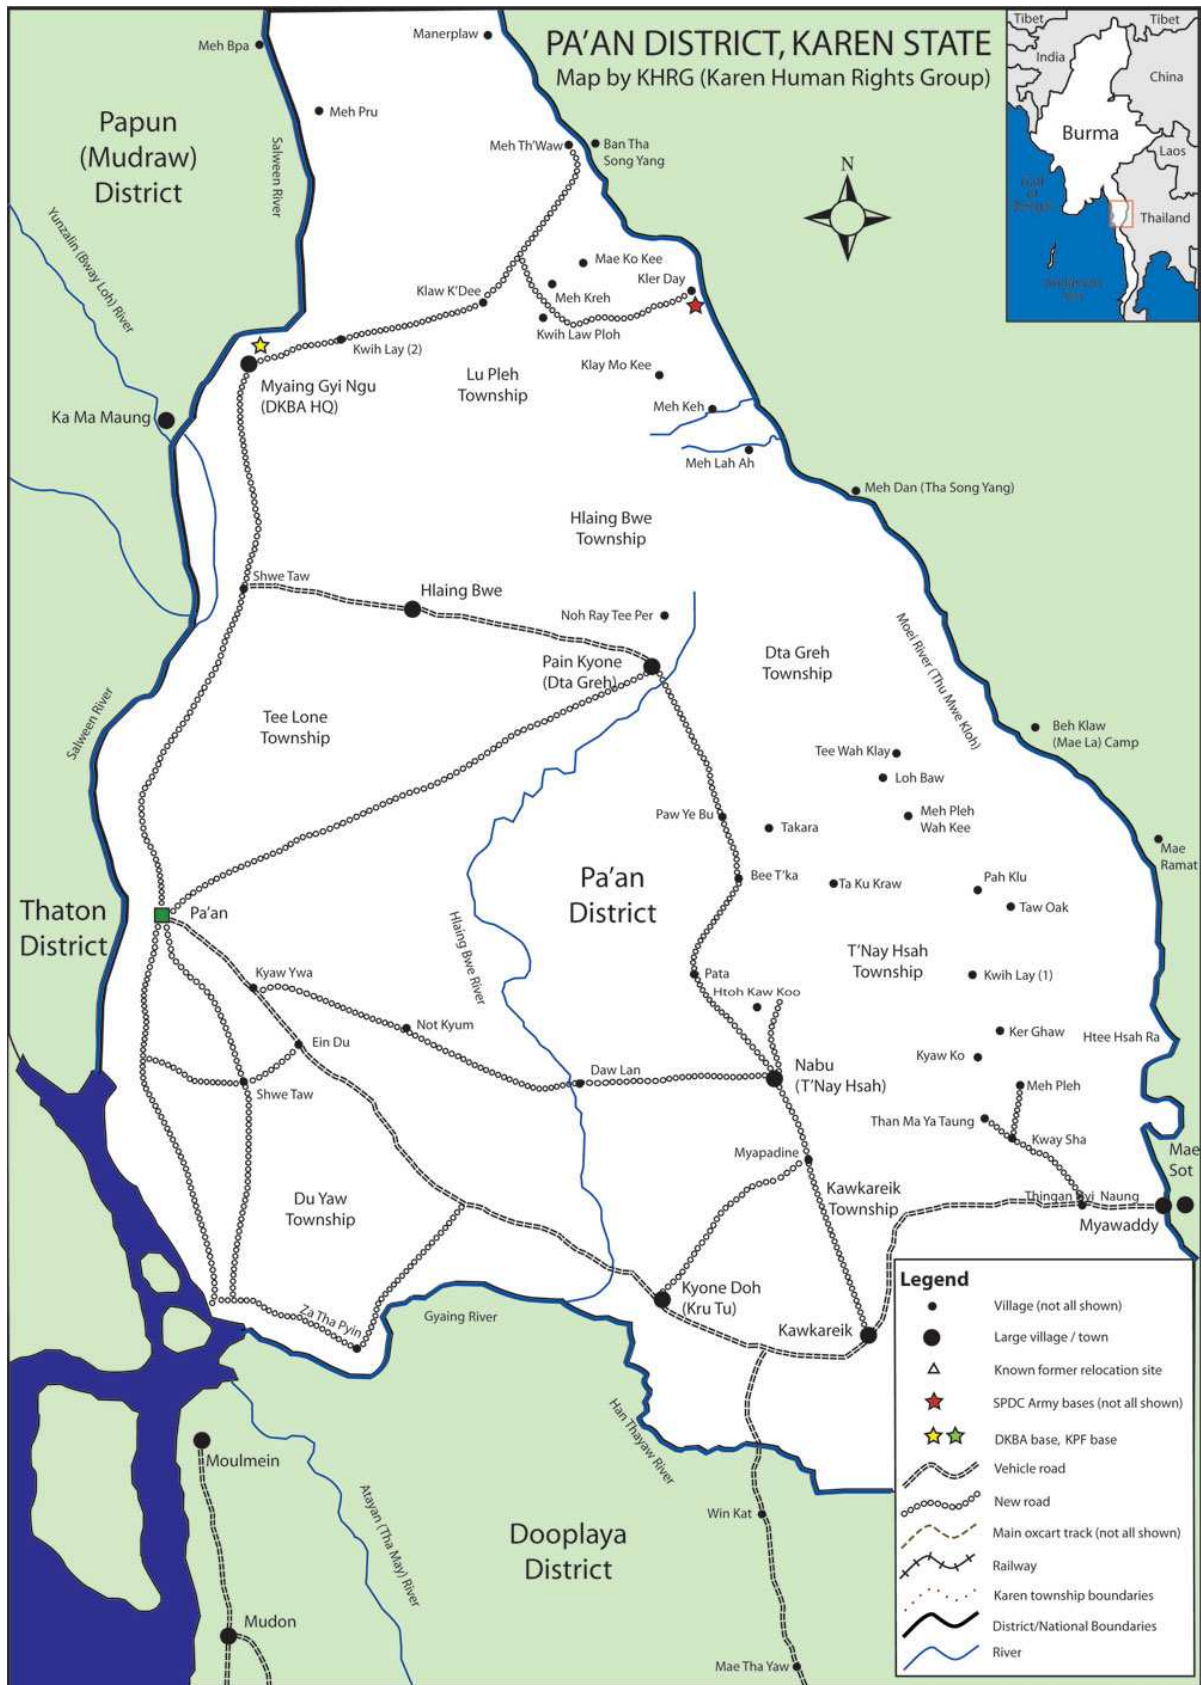 PA'AN DISTRICT, KAREN STATE
Map by KHRG (Karen Human Rights Group)
Tibet
Tibet
India
China
Burma
Laos
Thailand
Meh Bpa
Manerplaw
Papun
(Mudraw)
District
Meh Pru
Salween River
Meh Th'Waw
Ban Tha
Song Yang
N
Yunzalin (Bway Loh) River
Mae Ko Kee
Kler Day
Klaw K'Dee
Meh Kreh
Kwih Law Ploh
Kwih Lay (2)
Klay Mo Kee
Lu Pleh
Township
Myaing Gyi Ngu
(DKBA HQ)
Ka Ma Maung
Meh Keh
Meh Lah Ah
Meh Dan (Tha Song Yang)
Hlaing Bwe
Township
Shwe Taw
Hlaing Bwe
Noh Ray Tee Per
Moei River (Thu Mwe Kloh)
Pain Kyone
(Dta Greh)
Dta Greh
Township
Salween River
Tee Lone
Township
Beh Klaw
(Mae La) Camp
Tee Wah Klay
Loh Baw
Paw Ye Bu
Takara
Meh Pleh
Wah Kee
Mae
Ramat
Pa'an
District
Bee T'ka
Ta Ku Kraw
Pah Klu
Taw Oak
Thaton
District
Pa'an
Hlaing Bwe River
T'Nay Hsah
Township
Kyaw Ywa
Pata
Kwih Lay (1)
Htoh Kaw Koo
Not Kyum
Ein Du
Ker Ghaw
Htee Hsah Ra
Kyaw Ko
Daw Lan
Nabu
(T'Nay Hsah)
Shwe Taw
Meh Pleh
Than Ma Ya Taung
Kway Sha
Myapadine
Mae
Sot
Du Yaw
Township
Kawkareik
Township
Thingan Nyi Naung
Myawaddy
Kyone Doh
(Kru Tu)
Za Tha Pyin
Gyaing River
Kawkareik
Han Thayaw River
Moulmein
Atayan (Tha May) River
Win Kat
Dooplaya
District
Mudon
Mae Tha Yaw
Legend
Village (not all shown)
Large village / town
Known former relocation site
SPDC Army bases (not all shown)
DKBA base, KPF base
Vehicle road
New road
Main oxcart track (not all shown)
Railway
Karen township boundaries
District/National Boundaries
River